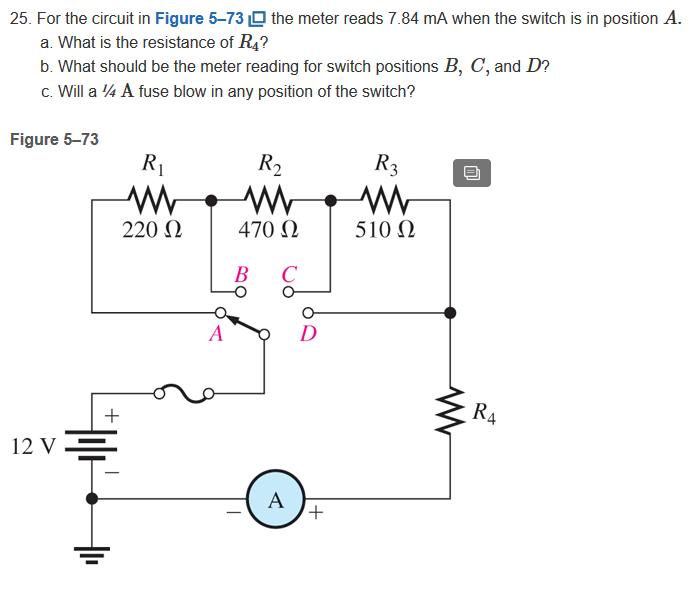 25. For the circuit in Figure 5–73 the meter reads 7.84 mA when the switch is in position A.
a. What is the resistance of R₄?
b. What should be the meter reading for switch positions B, C, and D?
c. Will a ¼ A fuse blow in any position of the switch?
Figure 5–73
R₁ R₂ R₃
220 Ω 470 Ω 510 Ω
B C
A D
+
R₄
12 V
–
A
– +